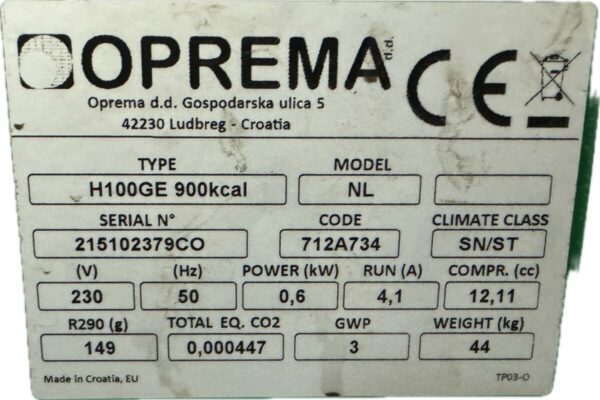 OPREMA d.d.
CE
Oprema d.d. Gospodarska ulica 5
42230 Ludbreg - Croatia
TYPE MODEL
H100GE 900kcal NL
SERIAL N° CODE CLIMATE CLASS
215102379CO 712A734 SN/ST
(V) (Hz) POWER (kW) RUN (A) COMPR. (cc)
230 50 0,6 4,1 12,11
R290 (g) TOTAL EQ. CO2 GWP WEIGHT (kg)
149 0,000447 3 44
Made in Croatia, EU TP03-O